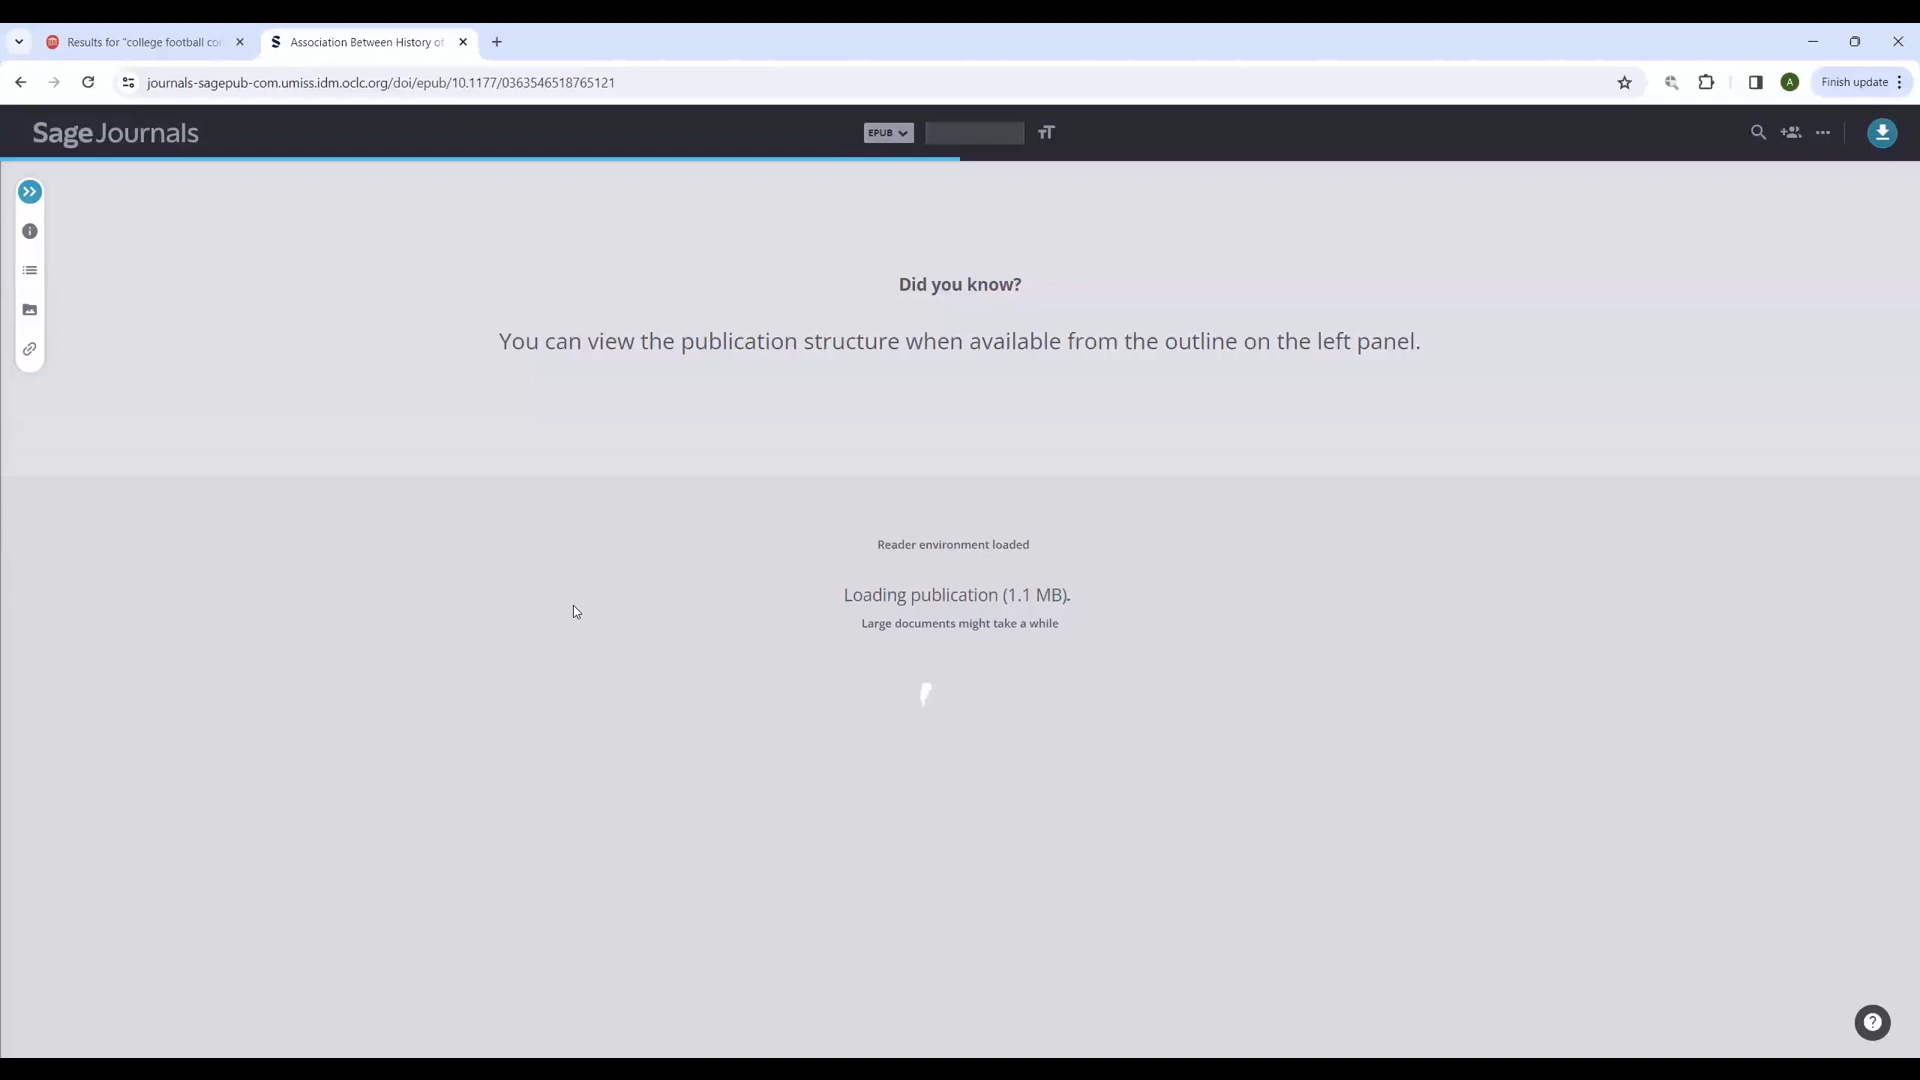 Results for "college football co
Association Between History of
journals-sagepub-com.umiss.idm.oclc.org/doi/epub/10.1177/0363546518765121
A
Finish update
Sage Journals
EPUB
TT
Did you know?
You can view the publication structure when available from the outline on the left panel.
Reader environment loaded
Loading publication (1.1 MB).
Large documents might take a while
?